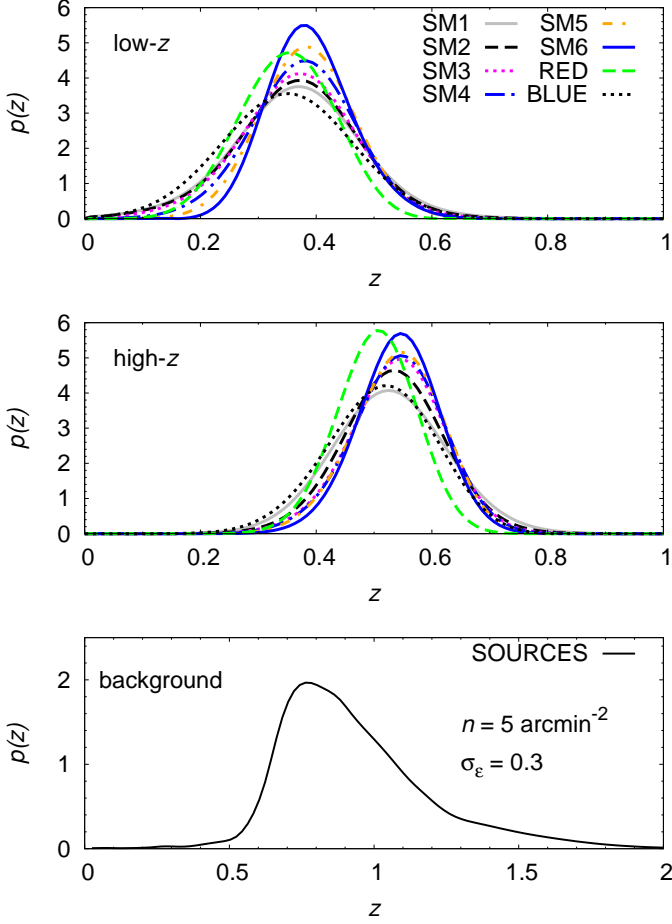 low-z
SM1 SM5
SM2 SM6
SM3 RED
SM4 BLUE
p(z)
6
5
4
3
2
1
0
0 0.2 0.4 0.6 0.8 1
z
high-z
p(z)
6
5
4
3
2
1
0
0 0.2 0.4 0.6 0.8 1
z
background
SOURCES
n = 5 arcmin⁻²
σ_ε = 0.3
p(z)
2
1
0
0 0.5 1 1.5 2
z